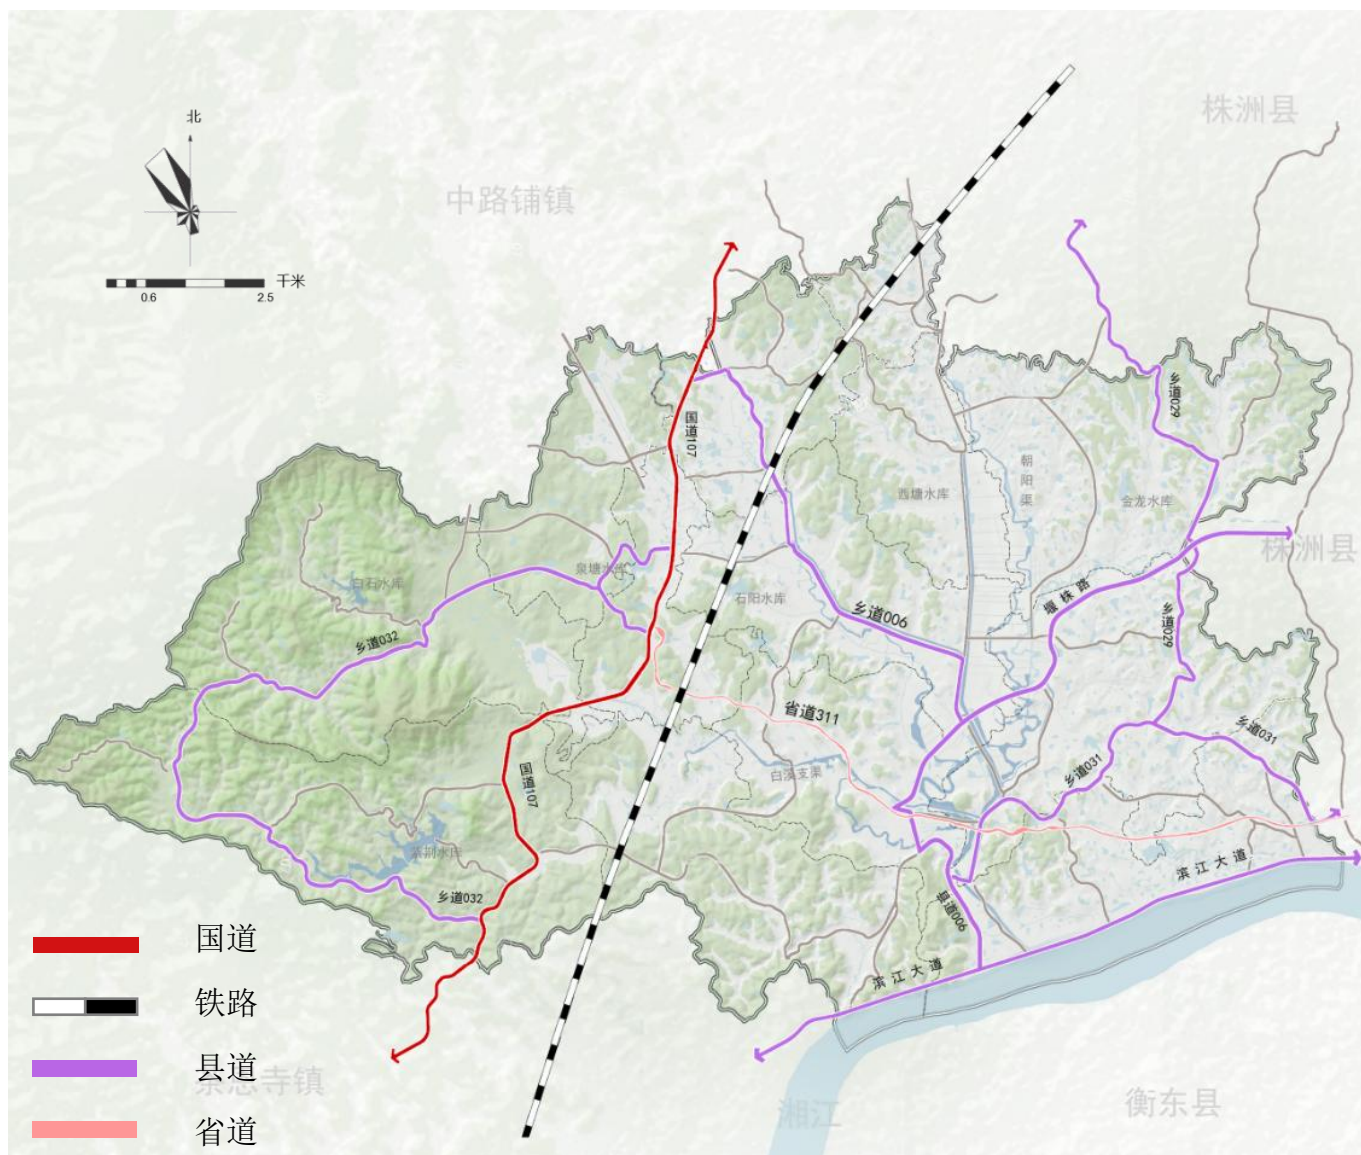 株洲县
北
中路铺镇
千米
0.6
2.5
乡道029
国道107
朝阳渠
西塘水库
金龙水库
株洲县
泉塘水库
白石水库
石阳水库
堰株路
乡道006
乡道029
乡道032
省道311
乡道031
国道107
白溪支渠
乡道031
紫荆水库
滨江大道
乡道032
县道006
国道
滨江大道
铁路
县道
省道
湘江
衡东县